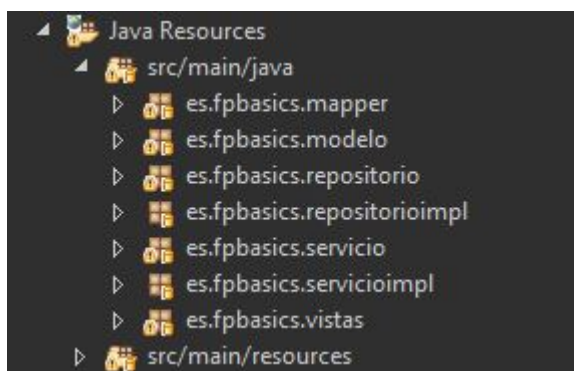 Java Resources
src/main/java
es.fpbasics.mapper
es.fpbasics.modelo
es.fpbasics.repositorio
es.fpbasics.repositorioimpl
es.fpbasics.servicio
es.fpbasics.servicioimpl
es.fpbasics.vistas
src/main/resources